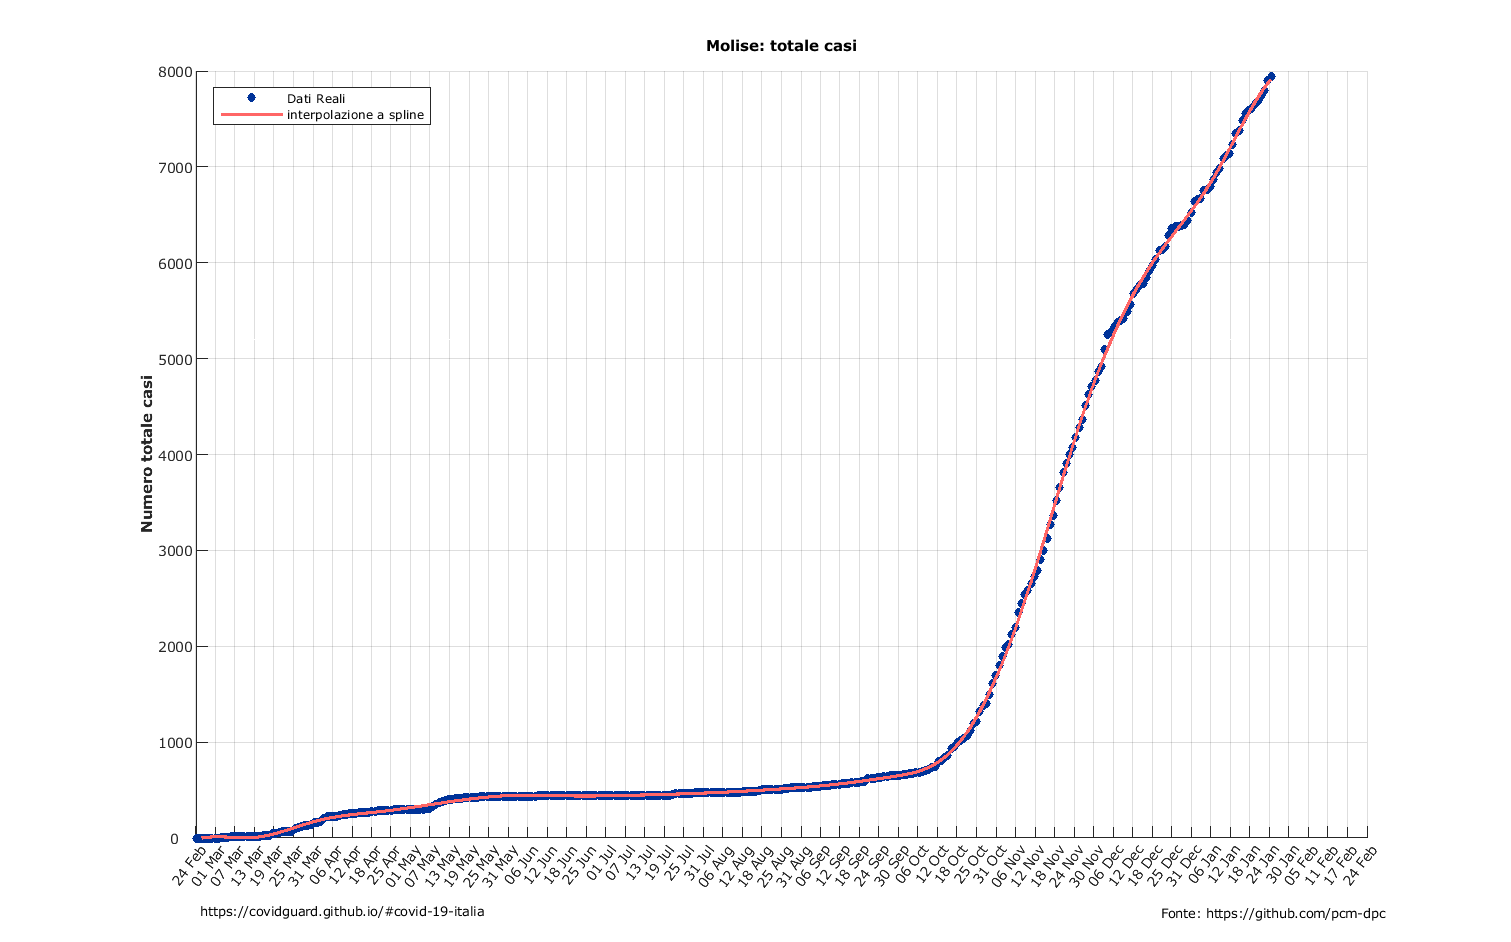 Molise: totale casi
Dati Reali
interpolazione a spline
Numero totale casi
8000
7000
6000
5000
4000
3000
2000
1000
0
24 Feb
01 Mar
07 Mar
13 Mar
19 Mar
25 Mar
31 Mar
06 Apr
12 Apr
18 Apr
25 Apr
01 May
07 May
13 May
19 May
25 May
31 May
06 Jun
12 Jun
18 Jun
25 Jun
01 Jul
07 Jul
13 Jul
19 Jul
25 Jul
31 Jul
06 Aug
12 Aug
18 Aug
25 Aug
31 Aug
06 Sep
12 Sep
18 Sep
24 Sep
30 Sep
06 Oct
12 Oct
18 Oct
25 Oct
31 Oct
06 Nov
12 Nov
18 Nov
24 Nov
30 Nov
06 Dec
12 Dec
18 Dec
25 Dec
31 Dec
06 Jan
12 Jan
18 Jan
24 Jan
30 Jan
05 Feb
11 Feb
17 Feb
24 Feb
https://covidguard.github.io/#covid-19-italia
Fonte: https://github.com/pcm-dpc